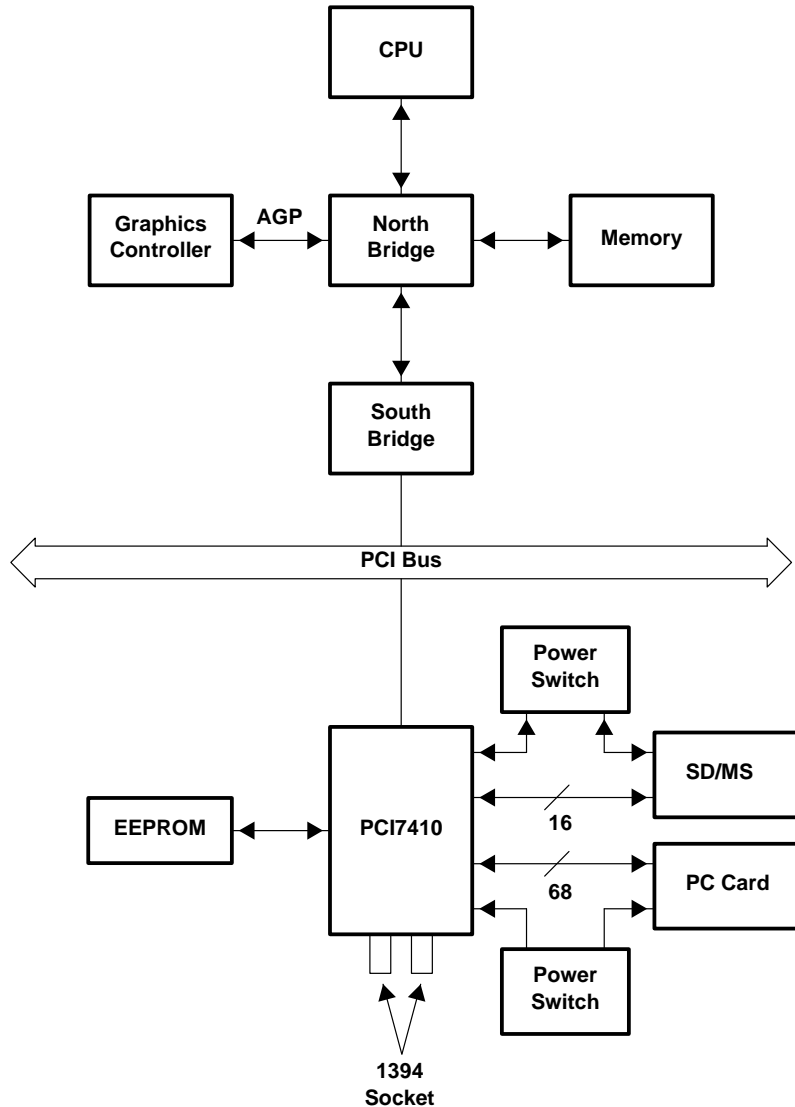 CPU
Graphics
Controller
AGP
North
Bridge
Memory
South
Bridge
PCI Bus
Power
Switch
SD/MS
EEPROM
PCI7410
16
68
PC Card
Power
Switch
1394
Socket